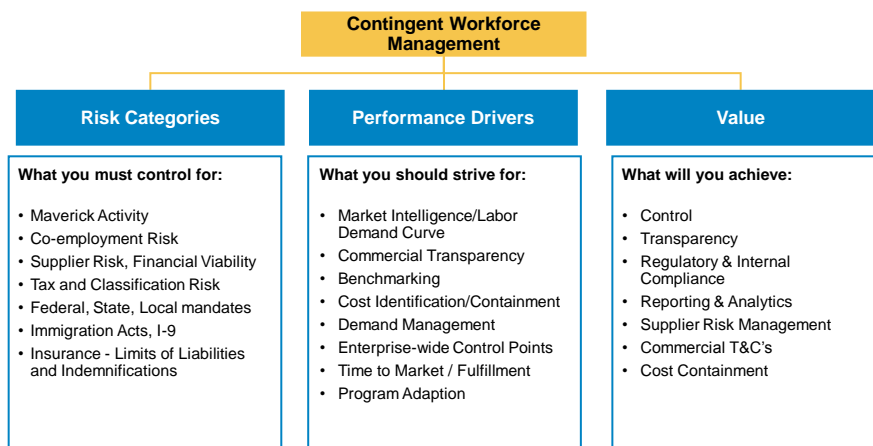 Contingent Workforce
Management
Risk Categories
What you must control for:
• Maverick Activity
• Co-employment Risk
• Supplier Risk, Financial Viability
• Tax and Classification Risk
• Federal, State, Local mandates
• Immigration Acts, I-9
• Insurance - Limits of Liabilities
and Indemnifications
Performance Drivers
What you should strive for:
• Market Intelligence/Labor
Demand Curve
• Commercial Transparency
• Benchmarking
• Cost Identification/Containment
• Demand Management
• Enterprise-wide Control Points
• Time to Market / Fulfillment
• Program Adaption
Value
What will you achieve:
• Control
• Transparency
• Regulatory & Internal
Compliance
• Reporting & Analytics
• Supplier Risk Management
• Commercial T&C's
• Cost Containment